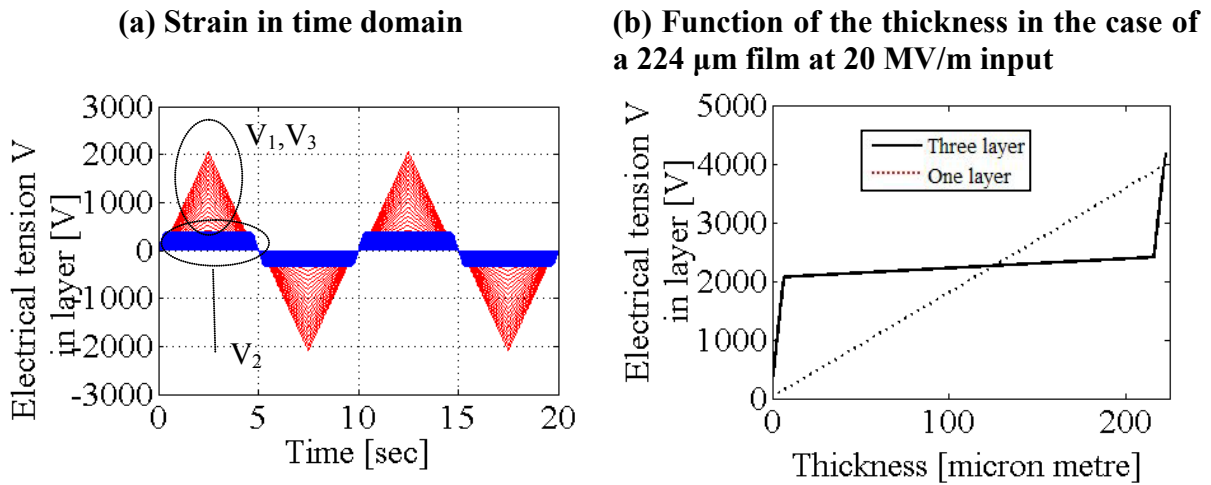 (a) Strain in time domain
(b) Function of the thickness in the case of
a 224 µm film at 20 MV/m input
Electrical tension V
in layer [V]
3000
2000
1000
0
-1000
-2000
-3000
V1,V3
V2
0
5
10
15
20
Time [sec]
Electrical tension V
in layer [V]
5000
4000
3000
2000
1000
0
Three layer
One layer
0
100
200
Thickness [micron metre]